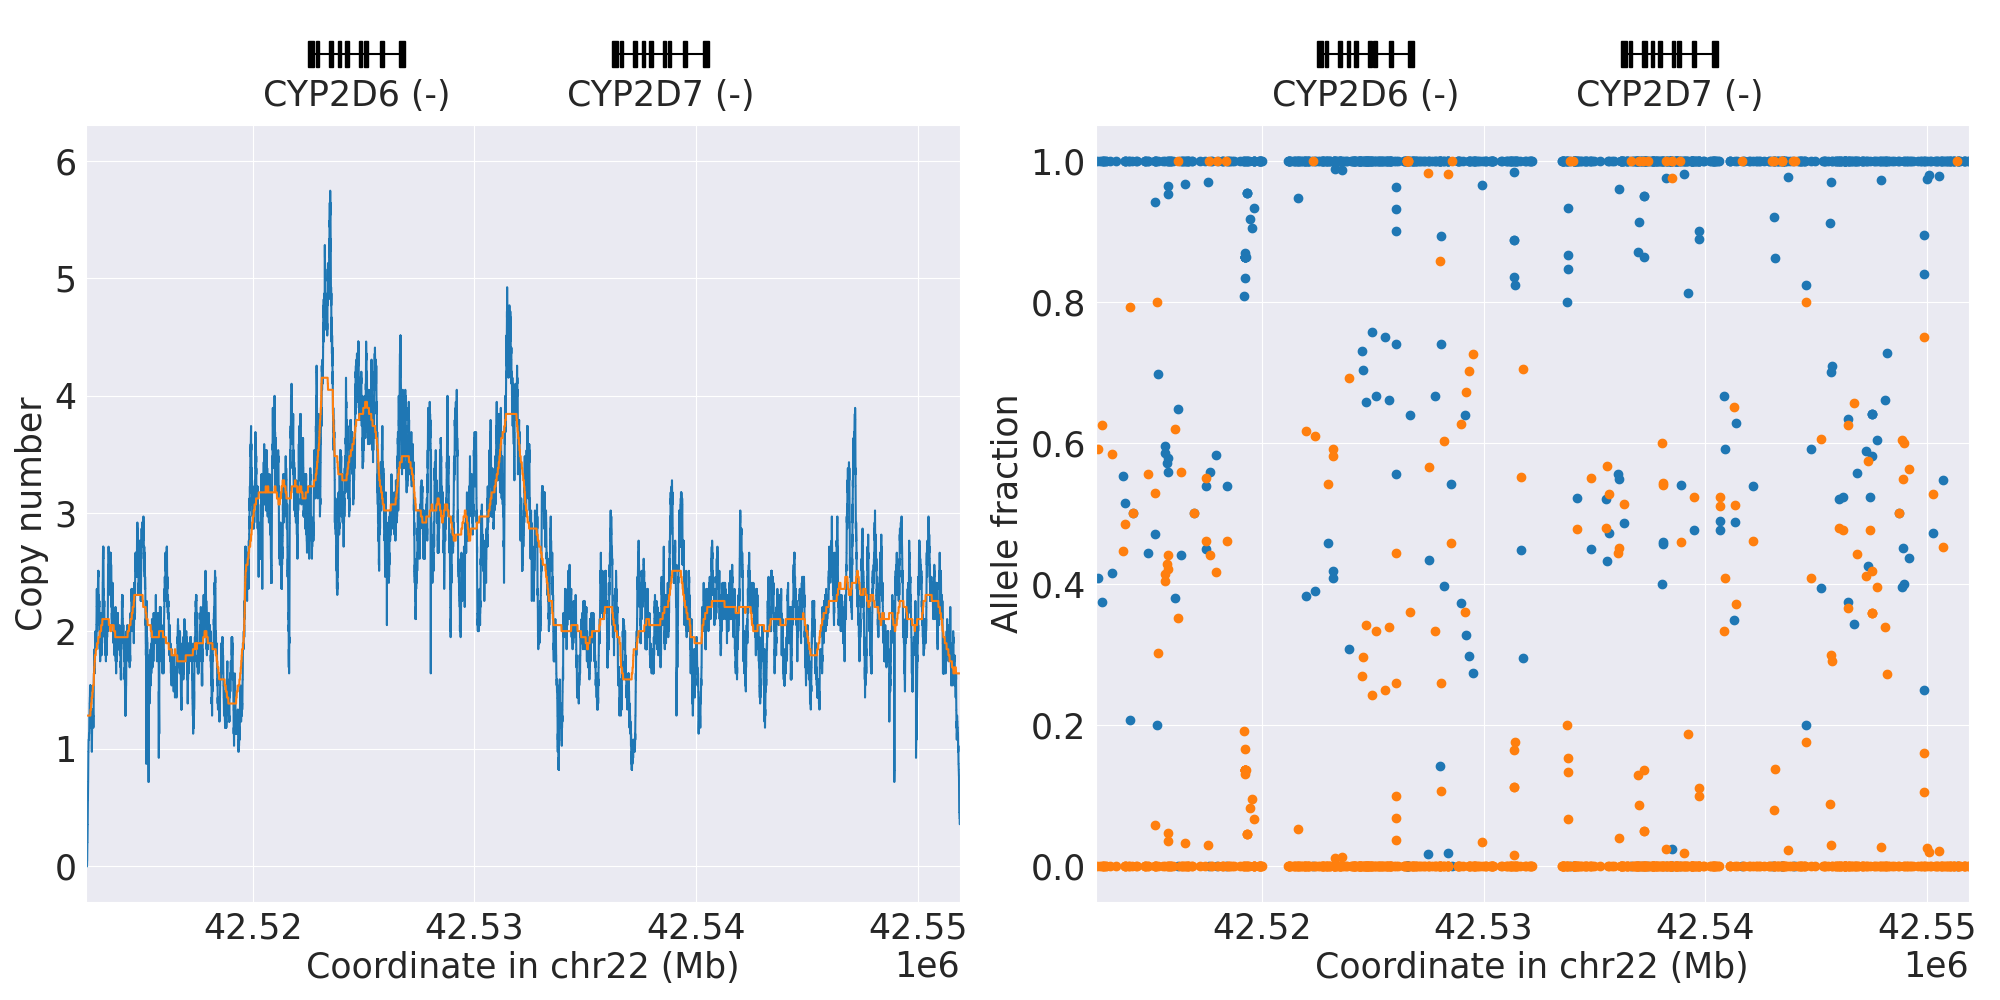 CYP2D6 (-) CYP2D7 (-)
6
5
4
3
2
1
0
Copy number
42.52 42.53 42.54 42.55
Coordinate in chr22 (Mb) 1e6
CYP2D6 (-) CYP2D7 (-)
1.0
0.8
0.6
0.4
0.2
0.0
Allele fraction
42.52 42.53 42.54 42.55
Coordinate in chr22 (Mb) 1e6